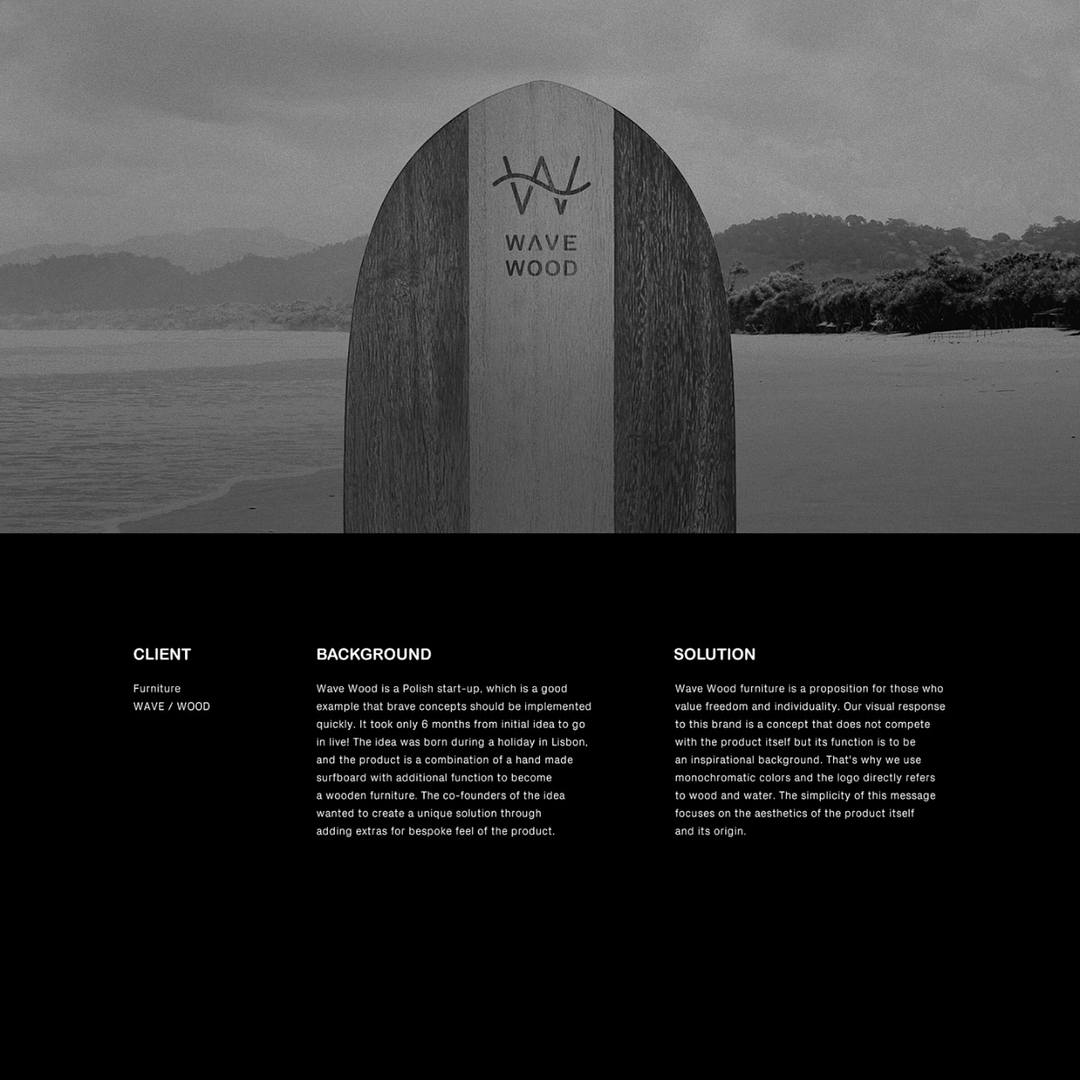 WAVE
WOOD
CLIENT
Furniture
WAVE / WOOD
BACKGROUND
Wave Wood is a Polish start-up, which is a good
example that brave concepts should be implemented
quickly. It took only 6 months from initial idea to go
in live! The idea was born during a holiday in Lisbon,
and the product is a combination of a hand made
surfboard with additional function to become
a wooden furniture. The co-founders of the idea
wanted to create a unique solution through
adding extras for bespoke feel of the product.
SOLUTION
Wave Wood furniture is a proposition for those who
value freedom and individuality. Our visual response
to this brand is a concept that does not compete
with the product itself but its function is to be
an inspirational background. That's why we use
monochromatic colors and the logo directly refers
to wood and water. The simplicity of this message
focuses on the aesthetics of the product itself
and its origin.